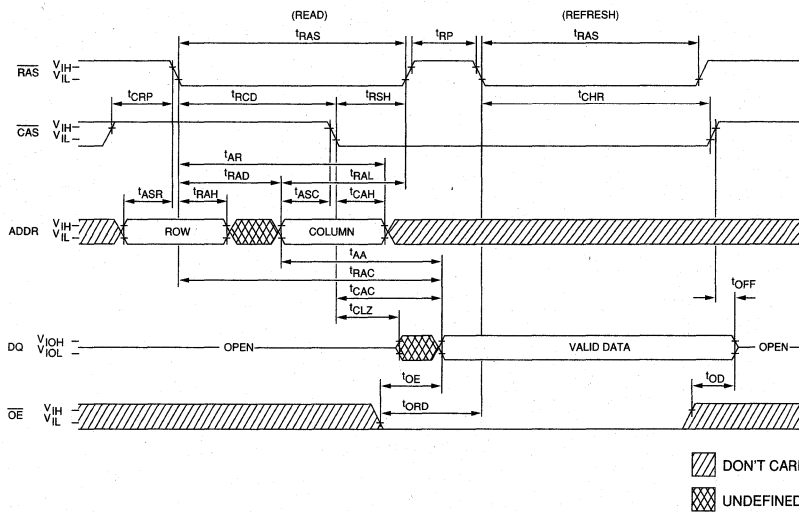 (READ)
(REFRESH)
tRAS
tRP
tRAS
RAS
VIH
VIL
tCRP
tRCD
tRSH
tCHR
CAS
VIH
VIL
tAR
tRAD
tRAL
tASR
tRAH
tASC
tCAH
ADDR
VIH
VIL
ROW
COLUMN
tAA
tRAC
tCAC
tCLZ
tOFF
DQ
VIOH
VIOL
OPEN
VALID DATA
OPEN
tOE
tORD
tOD
OE
VIH
VIL
DON'T CARE
UNDEFINED